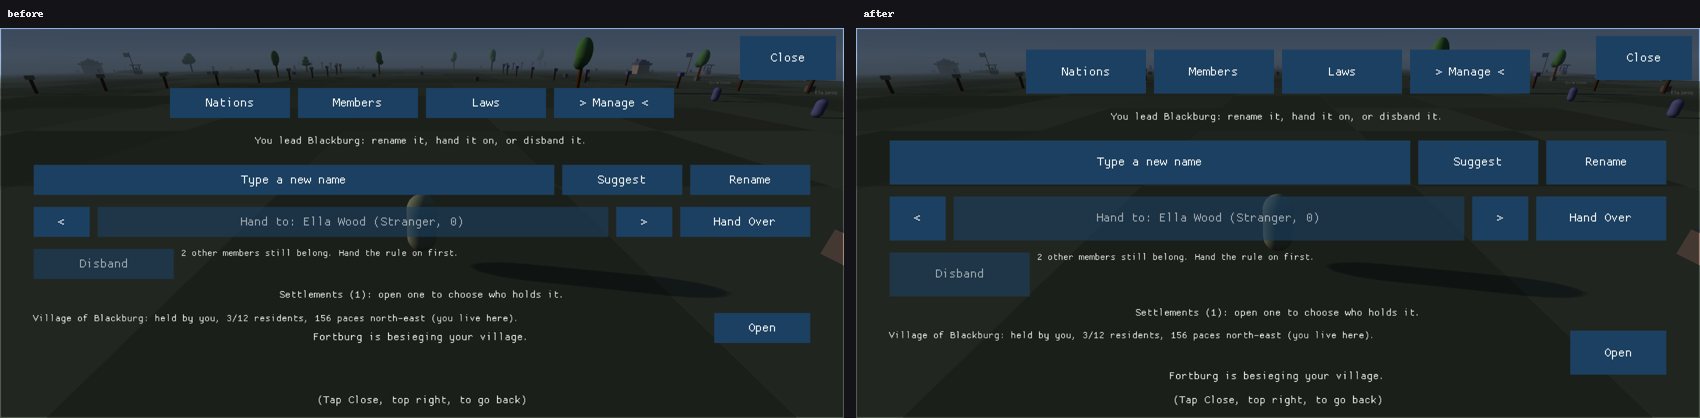 before
Close
Nations Members Laws > Manage <
You lead Blackburg: rename it, hand it on, or disband it.
Type a new name Suggest Rename
< Hand to: Ella Wood (Stranger, 0) > Hand Over
Disband 2 other members still belong. Hand the rule on first.
Settlements (1): open one to choose who holds it.
Village of Blackburg: held by you, 3/12 residents, 156 paces north-east (you live here).
Open
Fortburg is besieging your village.
(Tap Close, top right, to go back)
after
Close
Nations Members Laws > Manage <
You lead Blackburg: rename it, hand it on, or disband it.
Type a new name Suggest Rename
< Hand to: Ella Wood (Stranger, 0) > Hand Over
2 other members still belong. Hand the rule on first.
Disband
Settlements (1): open one to choose who holds it.
Village of Blackburg: held by you, 3/12 residents, 156 paces north-east (you live here).
Open
Fortburg is besieging your village.
(Tap Close, top right, to go back)